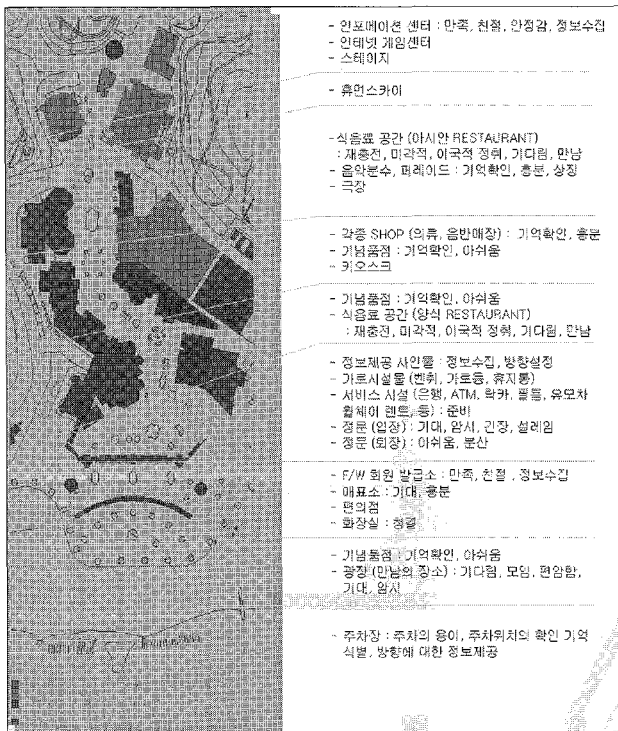 - 인포메이션 센터 : 만족, 친절, 안정감, 정보수집
- 인터넷 게임센터
- 스테이지
- 휴먼스카이
- 식음료 공간 (아시안 RESTAURANT)
: 재충전, 미각적, 이국적 정취, 기다림, 만남
- 음악분수, 퍼레이드 : 기억확인, 흥분, 상징
- 극장
- 각종 SHOP (의류, 음반매장) : 기억확인, 흥분
- 기념품점 : 기억확인, 아쉬움
- 키오스크
- 기념품점 : 기억확인, 아쉬움
- 식음료 공간 (양식 RESTAURANT)
: 재충전, 미각적, 이국적 정취, 기다림, 만남
- 정보제공 사인물 : 정보수집, 방향설정
- 가로시설물 (벤취, 가로등, 휴지통)
- 서비스 시설 (은행, ATM, 락카, 필름, 유모차
휠체어 렌트, 등) : 준비
- 정문 (입장) : 기대, 암시, 긴장, 설레임
- 정문 (퇴장) : 아쉬움, 분산
- F/W 회원 발급소 : 만족, 친절, 정보수집
- 매표소 : 기대, 흥분
- 편의점
- 화장실 : 청결
- 기념품점 : 기억확인, 아쉬움
- 광장 (만남의 장소) : 기다림, 모임, 편안함,
기대, 암시
- 주차장 : 주차의 용이, 주차위치의 확인 기억
식별, 방향에 대한 정보제공